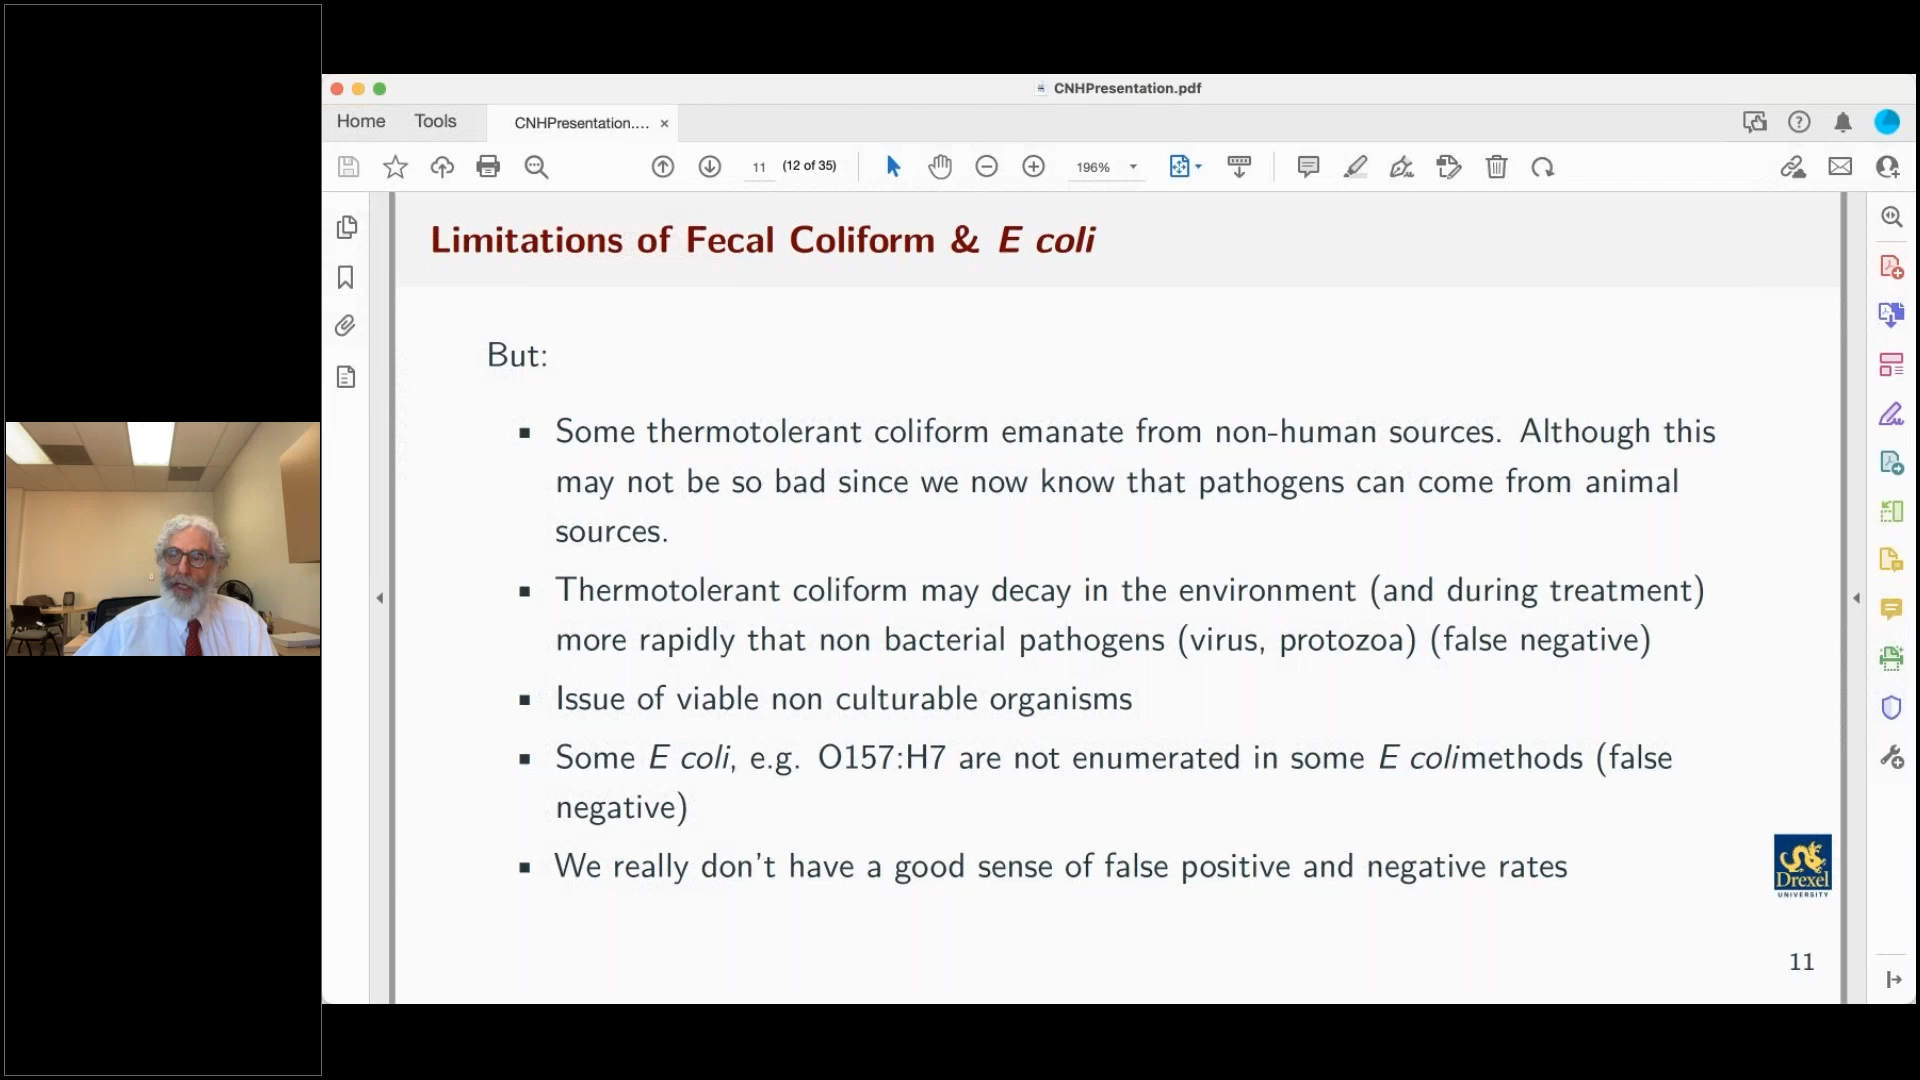 CNHPresentation.pdf
Home Tools CNHPresentation.... ×
11 (12 of 35) 196%
Limitations of Fecal Coliform & E coli
But:
▪ Some thermotolerant coliform emanate from non-human sources. Although this
may not be so bad since we now know that pathogens can come from animal
sources.
▪ Thermotolerant coliform may decay in the environment (and during treatment)
more rapidly that non bacterial pathogens (virus, protozoa) (false negative)
▪ Issue of viable non culturable organisms
▪ Some E coli, e.g. O157:H7 are not enumerated in some E colimethods (false
negative)
▪ We really don't have a good sense of false positive and negative rates
Drexel
UNIVERSITY
11